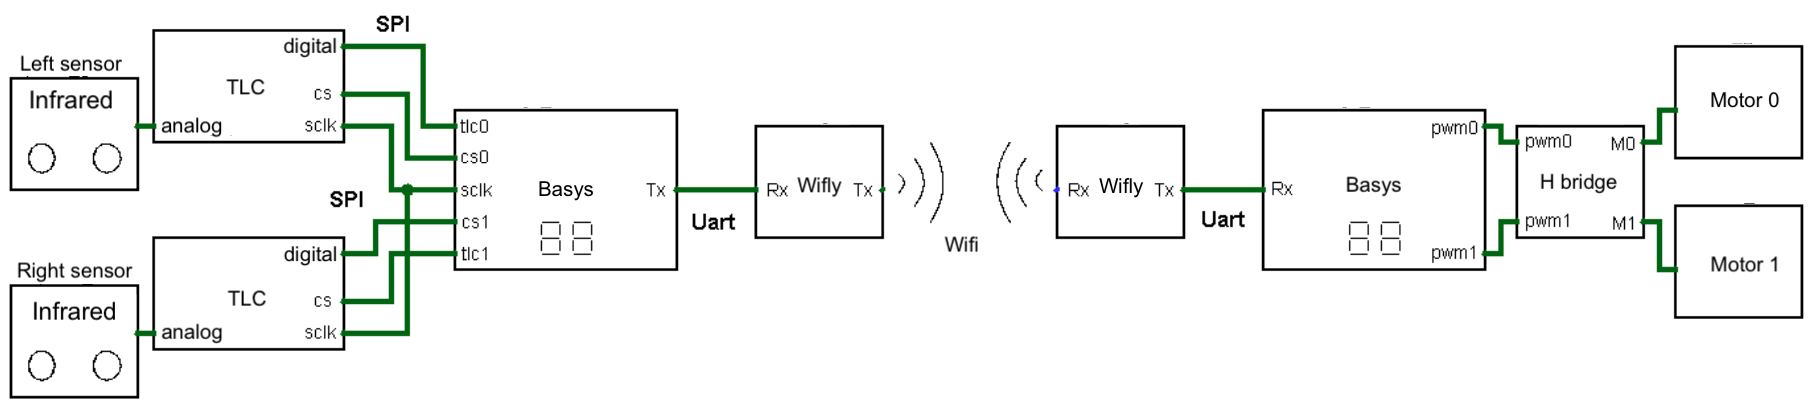 SPI
Left sensor
Infrared
analog
TLC
digital
cs
sclk
SPI
Right sensor
Infrared
analog
TLC
digital
cs
sclk
tlc0
cs0
sclk
cs1
tlc1
Basys
Tx
Uart
Rx
Wifly
Tx
Wifi
Rx
Wifly
Tx
Uart
Rx
Basys
pwm0
pwm1
pwm0
pwm1
H bridge
M0
M1
Motor 0
Motor 1